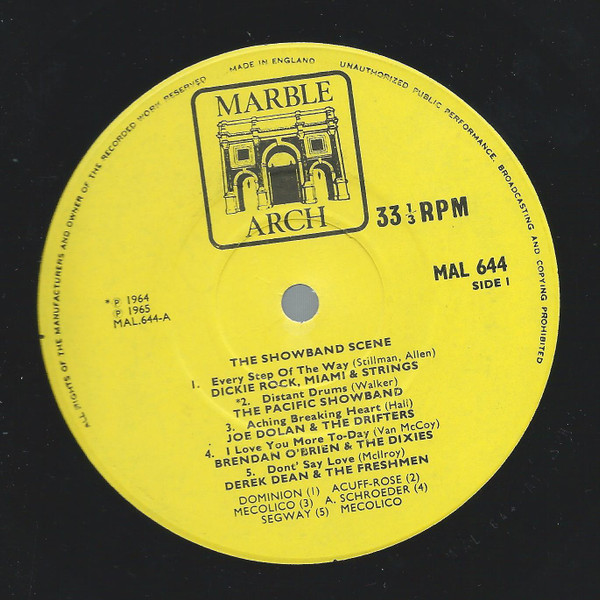 ALL RIGHTS OF THE MANUFACTURERS AND OWNER OF THE RECORDED WORK RESERVED
MADE IN ENGLAND
UNAUTHORIZED PUBLIC PERFORMANCE, BROADCASTING AND COPYING PROHIBITED
MARBLE
ARCH
33 1/3 RPM
MAL 644
SIDE I
* ℗ 1964
℗ 1965
MAL.644-A
THE SHOWBAND SCENE
1. Every Step Of The Way (Stillman, Allen)
DICKIE ROCK, MIAMI & STRINGS
*2. Distant Drums (Walker)
THE PACIFIC SHOWBAND
3. Aching Breaking Heart (Hall)
JOE DOLAN & THE DRIFTERS
4. I Love You More To-Day (Van McCoy)
BRENDAN O'BRIEN & THE DIXIES
5. Dont' Say Love (McIlroy)
DEREK DEAN & THE FRESHMEN
DOMINION (1) ACUFF-ROSE (2)
MECOLICO (3) A. SCHROEDER (4)
SEGWAY (5) MECOLICO